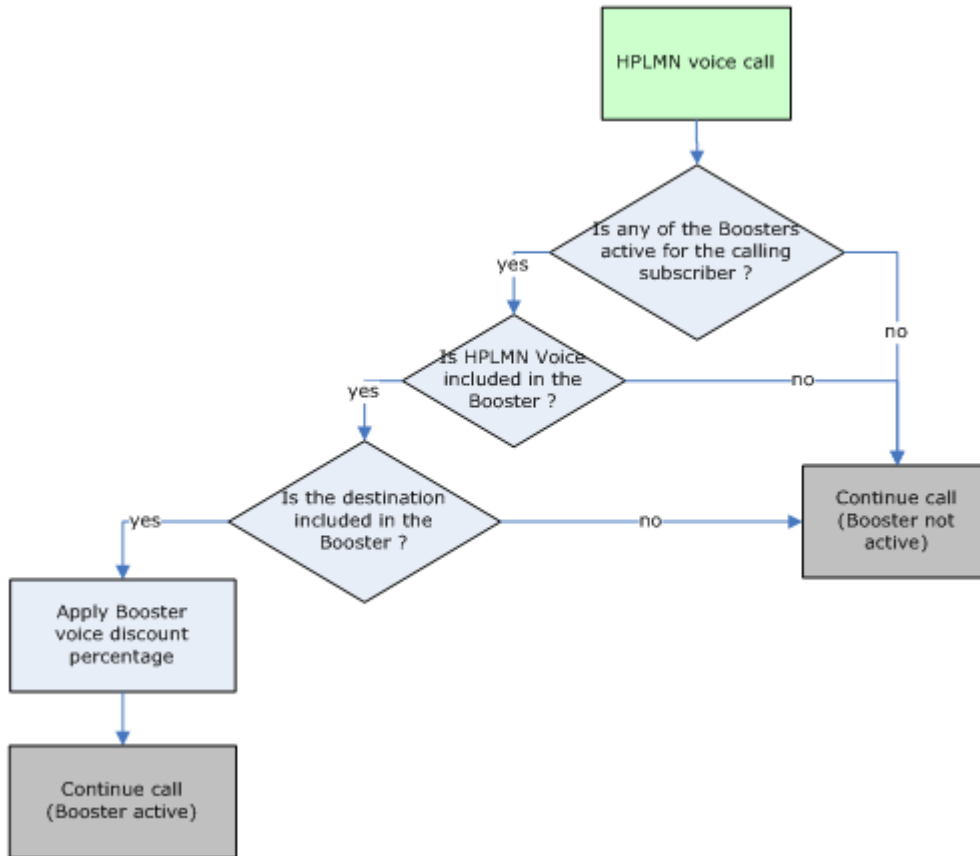 HPLMN voice call
Is any of the Boosters
active for the calling
subscriber ?
yes
no
Is HPLMN Voice
included in the
Booster ?
yes
no
Is the destination
included in the
Booster ?
yes
no
Continue call
(Booster not
active)
Apply Booster
voice discount
percentage
Continue call
(Booster active)